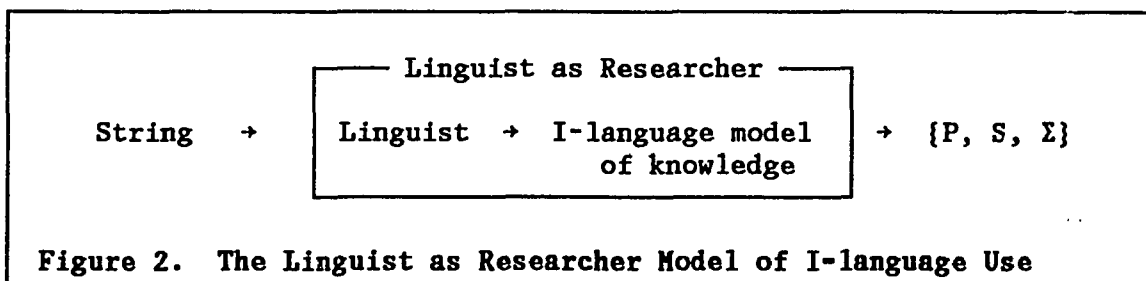 Linguist as Researcher
String → Linguist → I-language model → {P, S, Σ}
of knowledge
Figure 2. The Linguist as Researcher Model of I-language Use